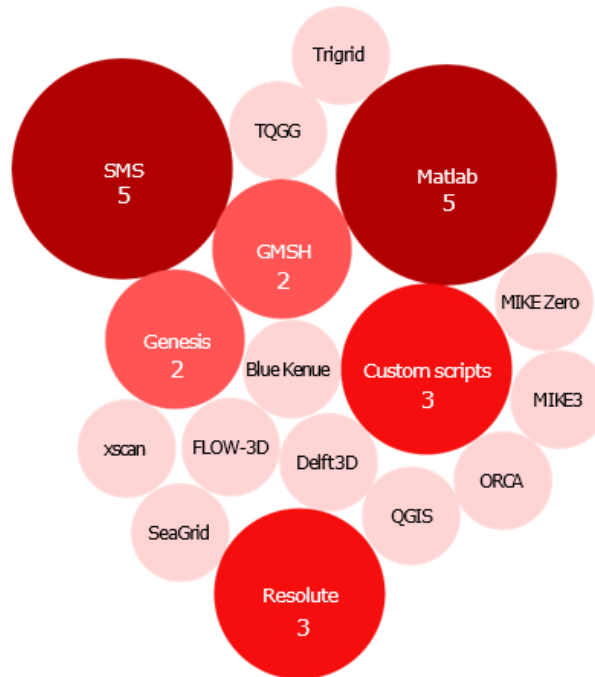 Trigrid
TQGG
SMS
5
Matlab
5
GMSH
2
MIKE Zero
Genesis
2
Blue Kenue
Custom scripts
3
MIKE3
xscan
FLOW-3D
Delft3D
ORCA
QGIS
SeaGrid
Resolute
3